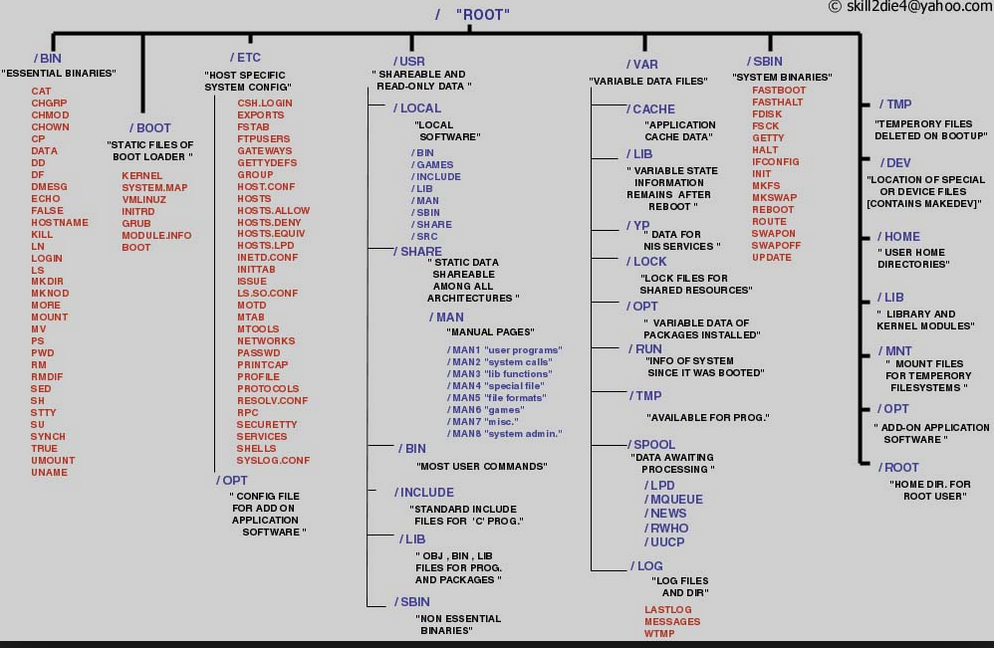 © skill2die4@yahoo.com
/ "ROOT"
/ BIN
"ESSENTIAL BINARIES"
CAT
CHGRP
CHMOD
CHOWN
CP
DATA
DD
DF
DMESG
ECHO
FALSE
HOSTNAME
KILL
LN
LOGIN
LS
MKDIR
MKNOD
MORE
MOUNT
MV
PS
PWD
RM
RMDIF
SED
SH
STTY
SU
SYNCH
TRUE
UMOUNT
UNAME
/ BOOT
"STATIC FILES OF
BOOT LOADER "
KERNEL
SYSTEM.MAP
VMLINUZ
INITRD
GRUB
MODULE.INFO
BOOT
/ ETC
"HOST SPECIFIC
SYSTEM CONFIG"
CSH.LOGIN
EXPORTS
FSTAB
FTPUSERS
GATEWAYS
GETTYDEFS
GROUP
HOST.CONF
HOSTS
HOSTS.ALLOW
HOSTS.DENY
HOSTS.EQUIV
HOSTS.LPD
INETD.CONF
INITTAB
ISSUE
LS.SO.CONF
MOTD
MTAB
MTOOLS
NETWORKS
PASSWD
PRINTCAP
PROFILE
PROTOCOLS
RESOLV.CONF
RPC
SECURETTY
SERVICES
SHELLS
SYSLOG.CONF
/ OPT
" CONFIG FILE
FOR ADD ON
APPLICATION
SOFTWARE "
/ USR
" SHAREABLE AND
READ-ONLY DATA "
/ LOCAL
"LOCAL
SOFTWARE"
/ BIN
/ GAMES
/ INCLUDE
/ LIB
/ MAN
/ SBIN
/ SHARE
/ SRC
/ SHARE
" STATIC DATA
SHAREABLE
AMONG ALL
ARCHITECTURES "
/ MAN
"MANUAL PAGES"
/ MAN1 "user programs"
/ MAN2 "system calls"
/ MAN3 "lib functions"
/ MAN4 "special file"
/ MAN5 "file formats"
/ MAN6 "games"
/ MAN7 "misc."
/ MAN8 "system admin."
/ BIN
"MOST USER COMMANDS"
/ INCLUDE
"STANDARD INCLUDE
FILES FOR 'C' PROG."
/ LIB
" OBJ , BIN , LIB
FILES FOR PROG.
AND PACKAGES "
/ SBIN
"NON ESSENTIAL
BINARIES"
/ VAR
"VARIABLE DATA FILES"
/ CACHE
"APPLICATION
CACHE DATA"
/ LIB
" VARIABLE STATE
INFORMATION
REMAINS AFTER
REBOOT "
/ YP
" DATA FOR
NIS SERVICES "
/ LOCK
"LOCK FILES FOR
SHARED RESOURCES"
/ OPT
" VARIABLE DATA OF
PACKAGES INSTALLED"
/ RUN
"INFO OF SYSTEM
SINCE IT WAS BOOTED"
/ TMP
"AVAILABLE FOR PROG."
/ SPOOL
"DATA AWAITING
PROCESSING "
/ LPD
/ MQUEUE
/ NEWS
/ RWHO
/ UUCP
/ LOG
"LOG FILES
AND DIR"
LASTLOG
MESSAGES
WTMP
/ SBIN
"SYSTEM BINARIES"
FASTBOOT
FASTHALT
FDISK
FSCK
GETTY
HALT
IFCONFIG
INIT
MKFS
MKSWAP
REBOOT
ROUTE
SWAPON
SWAPOFF
UPDATE
/ TMP
"TEMPERORY FILES
DELETED ON BOOTUP"
/ DEV
"LOCATION OF SPECIAL
OR DEVICE FILES
[CONTAINS MAKEDEV]"
/ HOME
" USER HOME
DIRECTORIES"
/ LIB
" LIBRARY AND
KERNEL MODULES"
/ MNT
" MOUNT FILES
FOR TEMPERORY
FILESYSTEMS "
/ OPT
" ADD-ON APPLICATION
SOFTWARE "
/ ROOT
"HOME DIR. FOR
ROOT USER"